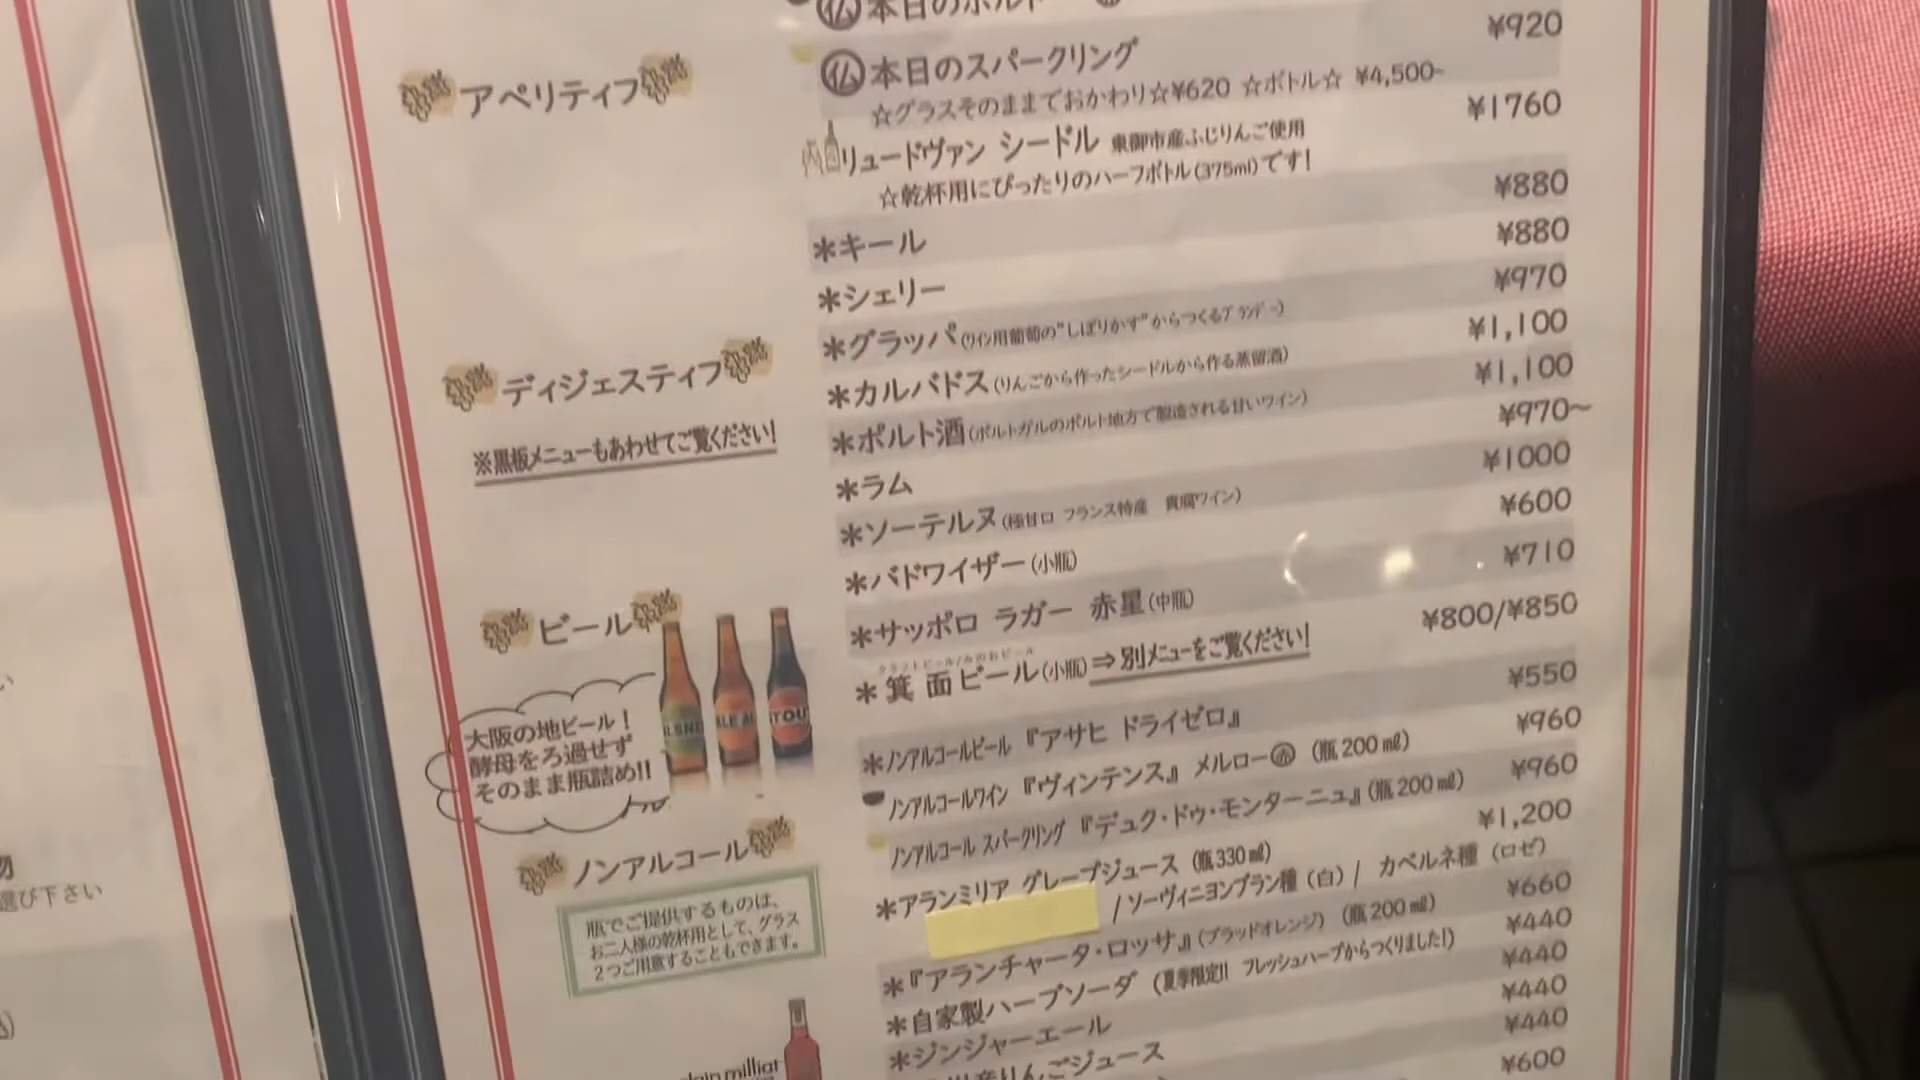 仏 本日のボルドー
¥920
アペリティフ
仏 本日のスパークリング
☆グラスそのままでおかわり☆¥620 ☆ボトル☆ ¥4,500~
¥1760
リュードヴァン シードル 東御市産ふじりんご使用
☆乾杯用にぴったりのハーフボトル(375ml)です!
¥880
*キール
¥880
*シェリー
¥970
ディジェスティフ
※黒板メニューもあわせてご覧ください!
*グラッパ(ワイン用葡萄の"しぼりかす"からつくるブランデー)
¥1,100
*カルバドス(りんごから作ったシードルから作る蒸留酒)
¥1,100
*ポルト酒(ポルトガルのポルト地方で製造される甘いワイン)
¥970~
*ラム
¥1000
*ソーテルヌ(極甘口 フランス特産 貴腐ワイン)
¥600
ビール
*バドワイザー(小瓶)
¥710
*サッポロ ラガー 赤星(中瓶)
¥800/¥850
クラフトビール/みのおビール
*箕面ビール(小瓶)⇒別メニューをご覧ください!
大阪の地ビール!
酵母をろ過せず
そのまま瓶詰め!!
¥550
ノンアルコール
*ノンアルコールビール『アサヒ ドライゼロ』
¥960
ノンアルコールワイン『ヴィンテンス』メルロー赤(瓶200㎖)
¥960
ノンアルコール スパークリング『デュク・ドゥ・モンターニュ』(瓶200㎖)
¥1,200
*アランミリア グレープジュース(瓶330㎖)
/ソーヴィニヨンブラン種(白)/ カベルネ種(ロゼ)
瓶でご提供するものは、
お二人様の乾杯用として、グラス
2つご用意することもできます。
¥660
*『アランチャータ・ロッサ』(ブラッドオレンジ)(瓶200㎖)
¥440
*自家製ハーブソーダ(夏季限定!! フレッシュハーブからつくりました!)
¥440
*ジンジャーエール
¥440
りんごジュース
¥440
¥600
milliat
選び下さい